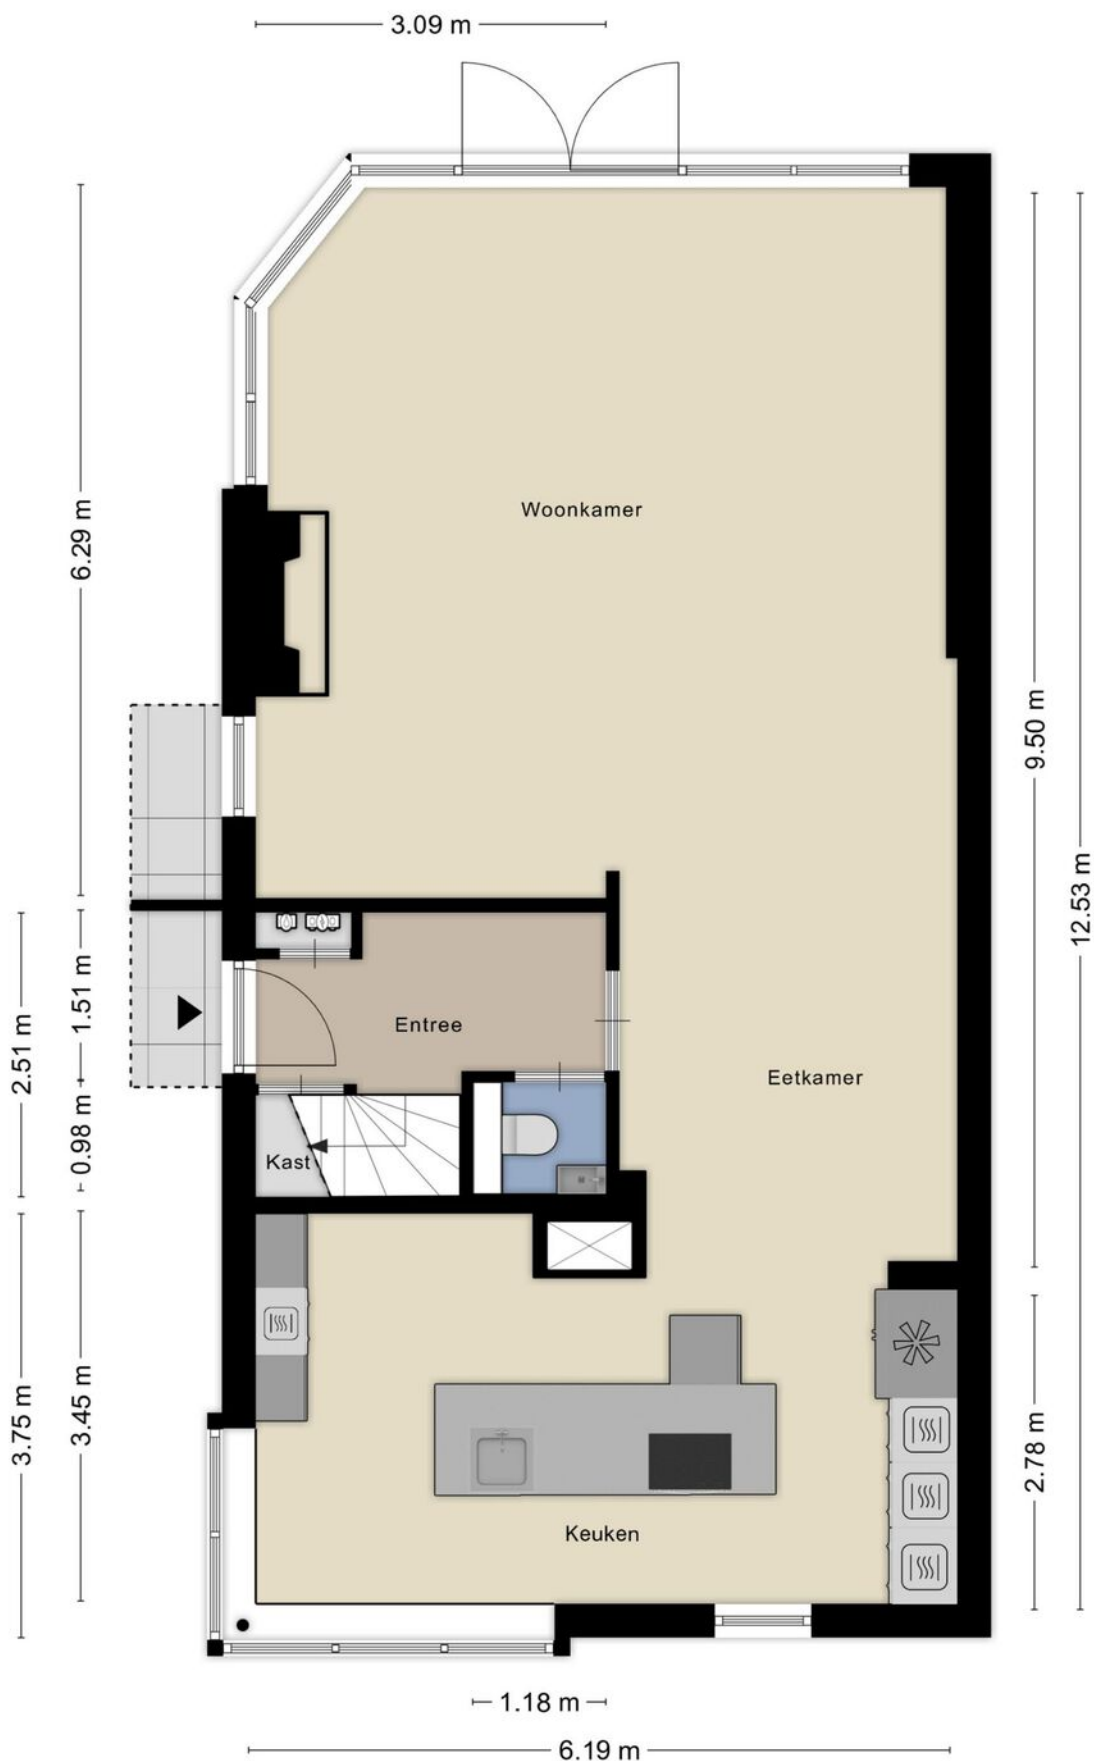 3.09 m
6.29 m
Woonkamer
9.50 m
12.53 m
1.51 m
2.51 m
Entree
Eetkamer
0.98 m
Kast
3.45 m
3.75 m
2.78 m
Keuken
1.18 m
6.19 m